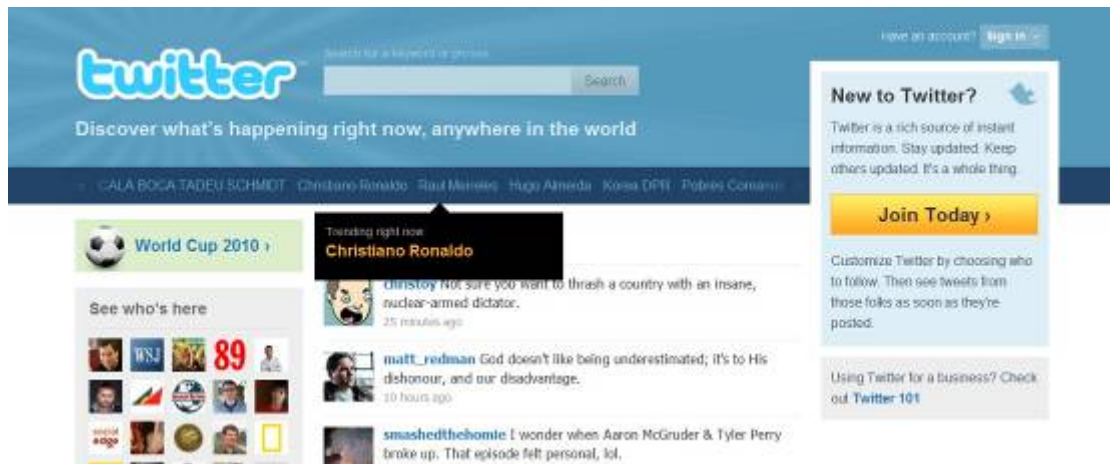 Have an account? Sign in
twitter
Search for a keyword or phrase
Search
Discover what's happening right now, anywhere in the world
CALA BOCA TADEU SCHMIDT Christiano Ronaldo Raul Meireles Hugo Almeida Korea DPR Pobres
Trending right now
Christiano Ronaldo
World Cup 2010 ›
See who's here
WSJ
89
social
edge
christoy Not sure you want to thrash a country with an insane,
nuclear-armed dictator.
25 minutes ago
matt_redman God doesn't like being underestimated; it's to His
dishonour, and our disadvantage.
10 hours ago
smashedthehomie I wonder when Aaron McGruder & Tyler Perry
broke up. That episode felt personal, lol.
New to Twitter?
Twitter is a rich source of instant
information. Stay updated. Keep
others updated. It's a whole thing.
Join Today ›
Customize Twitter by choosing who
to follow. Then see tweets from
those folks as soon as they're
posted.
Using Twitter for a business? Check
out Twitter 101